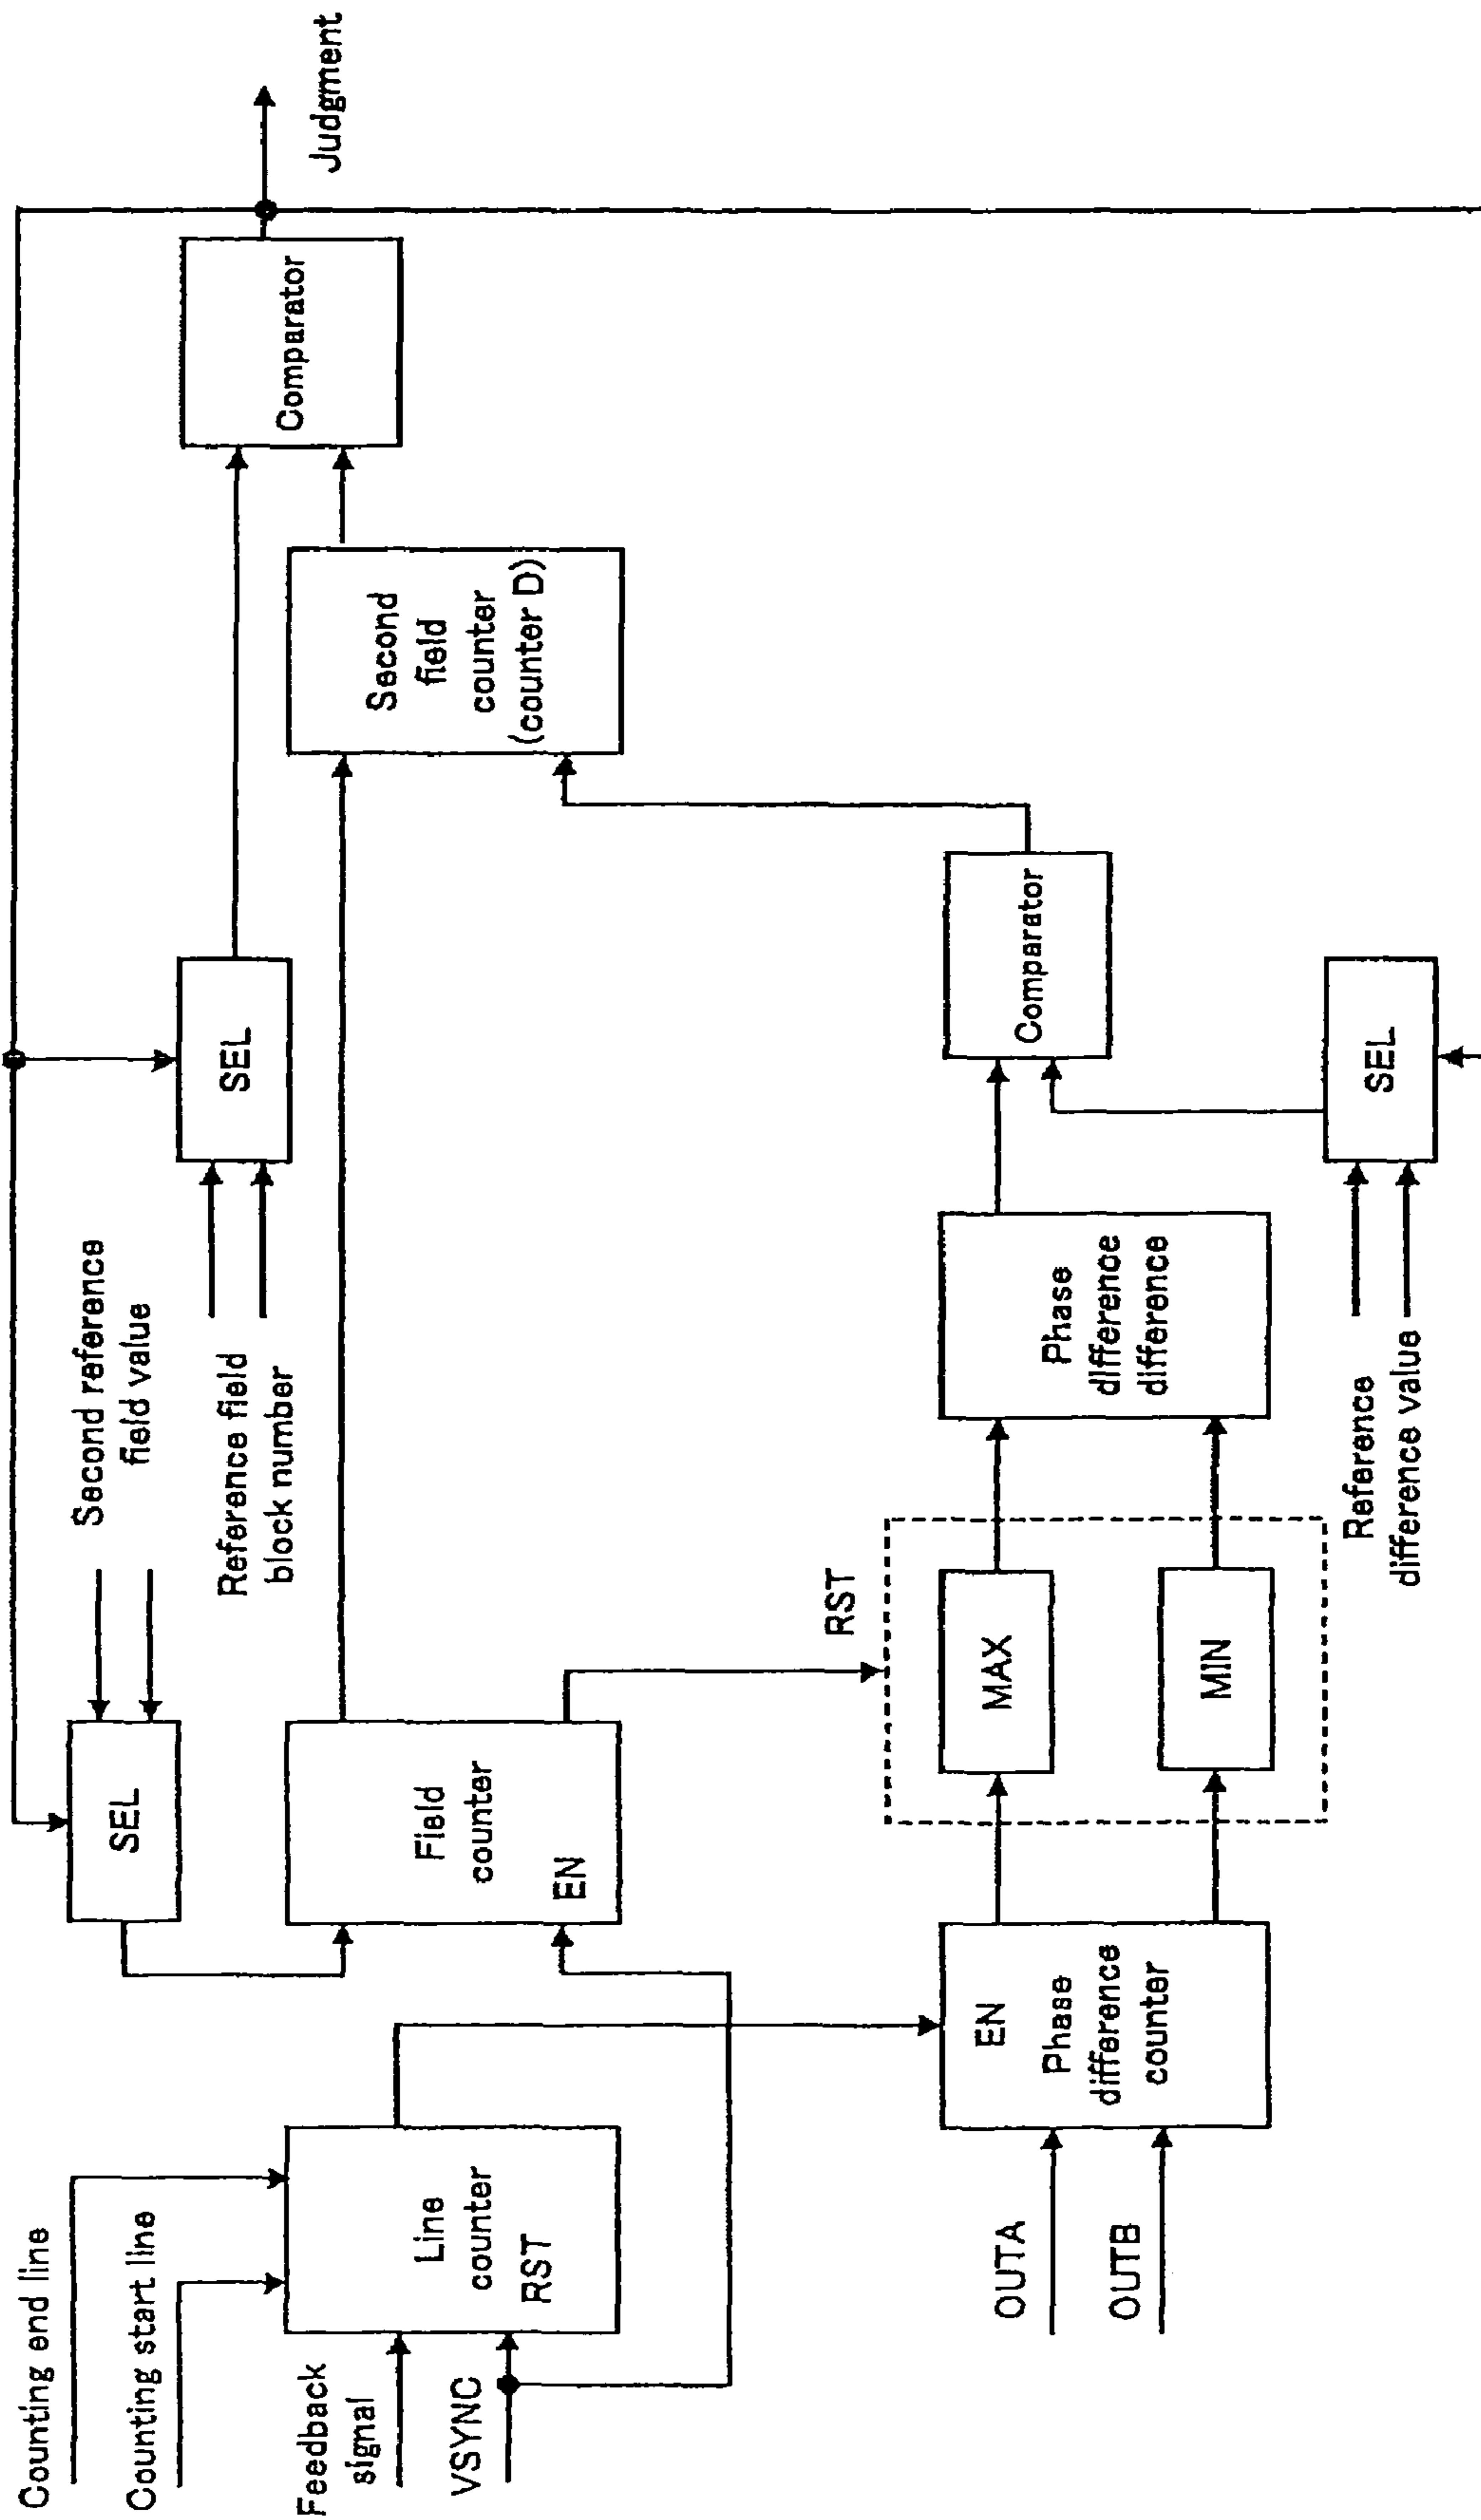 Counting end line
Counting start line
Feedback
signal
VSYNC
Line
counter
RST
SEL
Second reference
field value
Field
counter
EN
Reference field
block number
SEL
Second
field
counter
(counter D)
Comparator
Judgment
OUTA
OUTB
EN
Phase
difference
counter
RST
MAX
MIN
Phase
difference
difference
Comparator
Reference
difference value
SEL